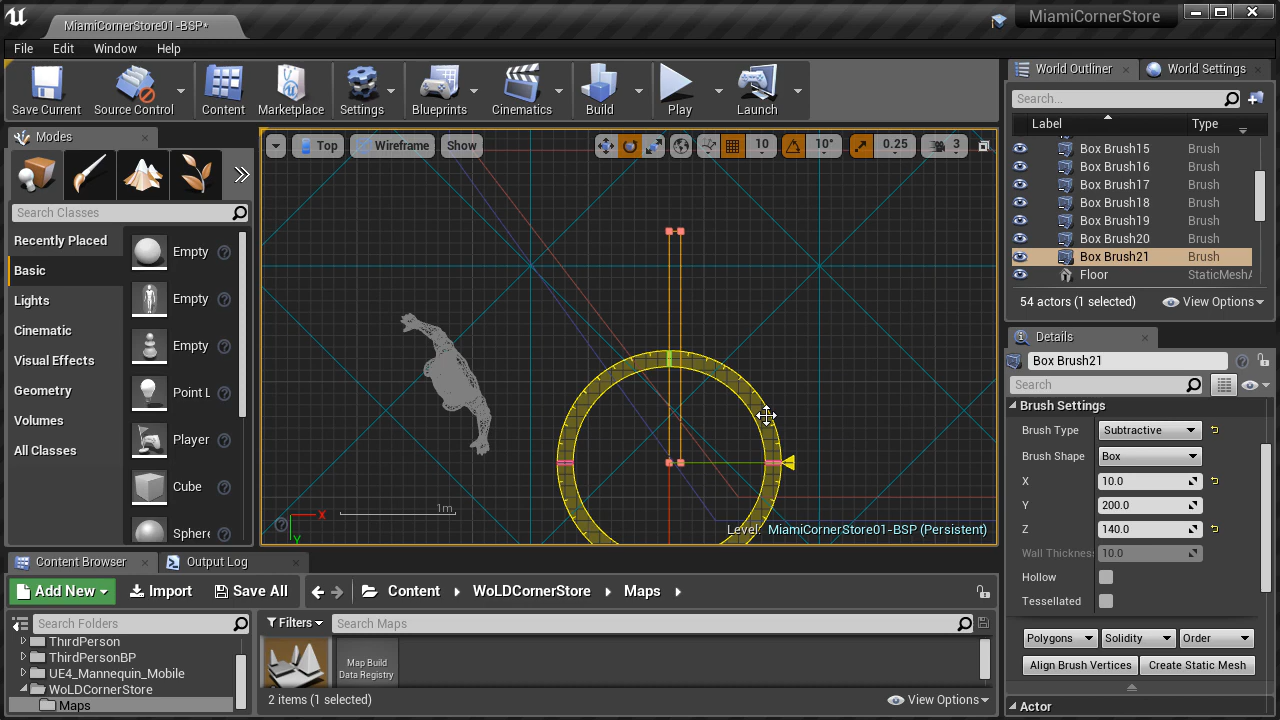 MiamiCornerStore01-BSP*
MiamiCornerStore
File Edit Window Help
Save Current
Source Control
Content
Marketplace
Settings
Blueprints
Cinematics
Build
Play
Launch
World Outliner
World Settings
Search...
Label Type
Box Brush15 Brush
Box Brush16 Brush
Box Brush17 Brush
Box Brush18 Brush
Box Brush19 Brush
Box Brush20 Brush
Box Brush21 Brush
Floor StaticMeshA
54 actors (1 selected) View Options
Modes
Search Classes
Recently Placed
Basic
Lights
Cinematic
Visual Effects
Geometry
Volumes
All Classes
Empty
Empty
Empty
Point L
Player
Cube
Sphere
Top Wireframe Show
10 10° 0.25 3
1m
X
Y
Level: MiamiCornerStore01-BSP (Persistent)
Details
Box Brush21
Search
Brush Settings
Brush Type Subtractive
Brush Shape Box
X 10.0
Y 200.0
Z 140.0
Wall Thickness 10.0
Hollow
Tessellated
Polygons Solidity Order
Align Brush Vertices Create Static Mesh
Actor
Content Browser
Output Log
Add New Import Save All Content WoLDCornerStore Maps
Search Folders
ThirdPerson
ThirdPersonBP
UE4_Mannequin_Mobile
WoLDCornerStore
Maps
Filters Search Maps
Map Build
Data Registry
2 items (1 selected) View Options